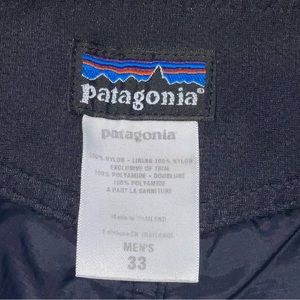 patagonia®
patagonia
100% NYLON - LINING 100% NYLON
EXCLUSIVE OF TRIM
100% POLYAMIDE - DOUBLURE
100% POLYAMIDE
A PART LA GARNITURE
Made in THAILAND
MEN'S
33